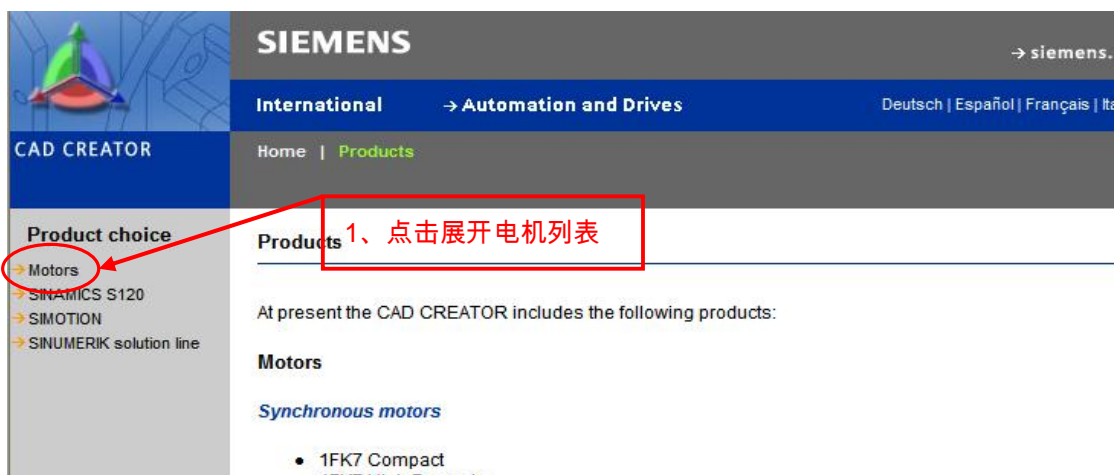 SIEMENS
→ siemens.
International → Automation and Drives Deutsch | Español | Français |
CAD CREATOR
Home | Products
Product choice
→ Motors
→ SINAMICS S120
→ SIMOTION
→ SINUMERIK solution line
1、点击展开电机列表
Products
At present the CAD CREATOR includes the following products:
Motors
Synchronous motors
• 1FK7 Compact